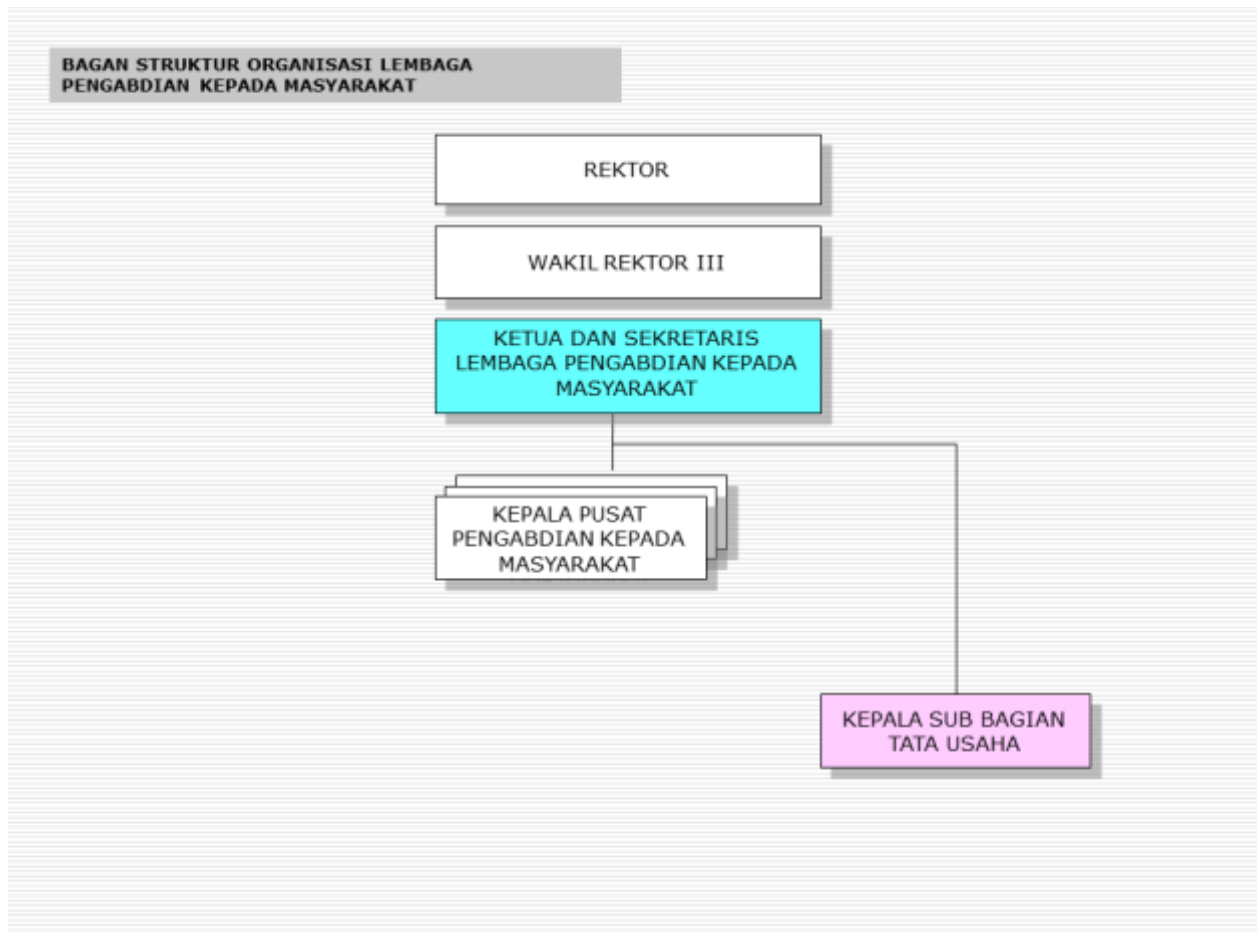 BAGAN STRUKTUR ORGANISASI LEMBAGA
PENGABDIAN KEPADA MASYARAKAT
REKTOR
WAKIL REKTOR III
KETUA DAN SEKRETARIS
LEMBAGA PENGABDIAN KEPADA
MASYARAKAT
KEPALA PUSAT
PENGABDIAN KEPADA
MASYARAKAT
KEPALA SUB BAGIAN
TATA USAHA